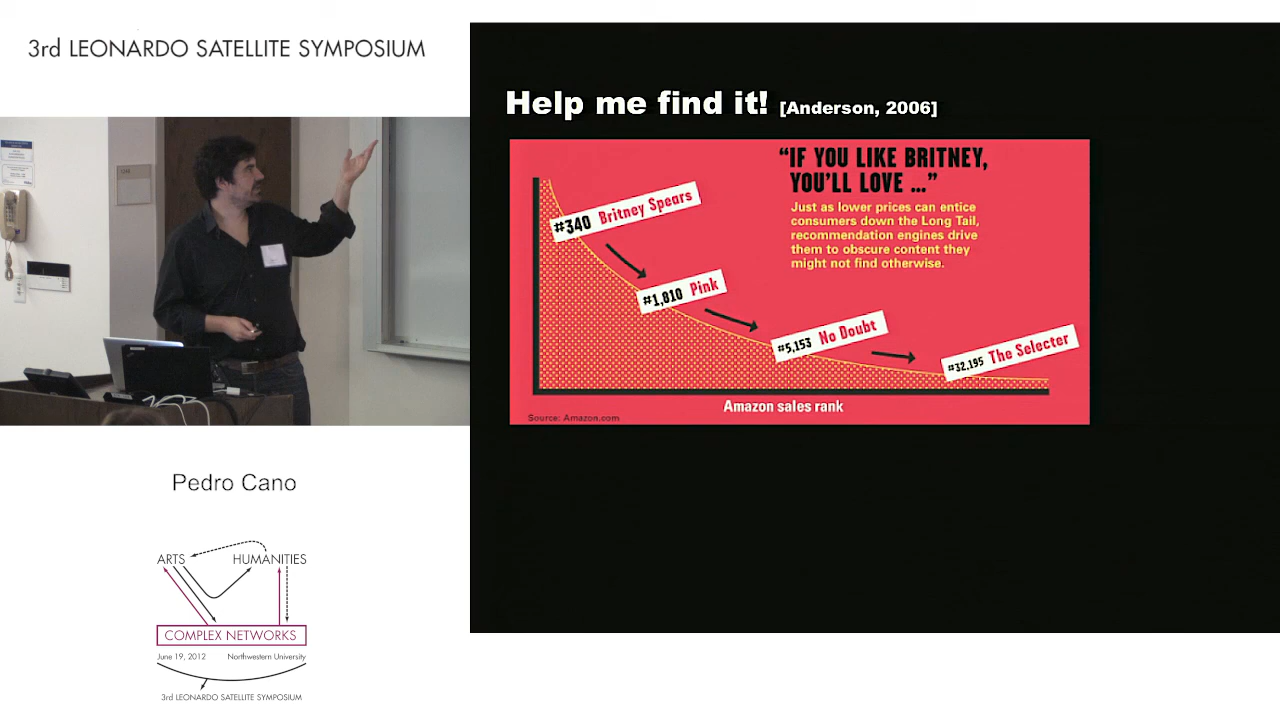 3rd LEONARDO SATELLITE SYMPOSIUM
Help me find it! [Anderson, 2006]
"IF YOU LIKE BRITNEY,
YOU'LL LOVE ..."
Just as lower prices can entice
consumers down the Long Tail,
recommendation engines drive
them to obscure content they
might not find otherwise.
#340 Britney Spears
#1,810 Pink
#5,153 No Doubt
#32,195 The Selecter
Amazon sales rank
Source: Amazon.com
Pedro Cano
ARTS HUMANITIES
COMPLEX NETWORKS
June 19, 2012 Northwestern University
3rd LEONARDO SATELLITE SYMPOSIUM